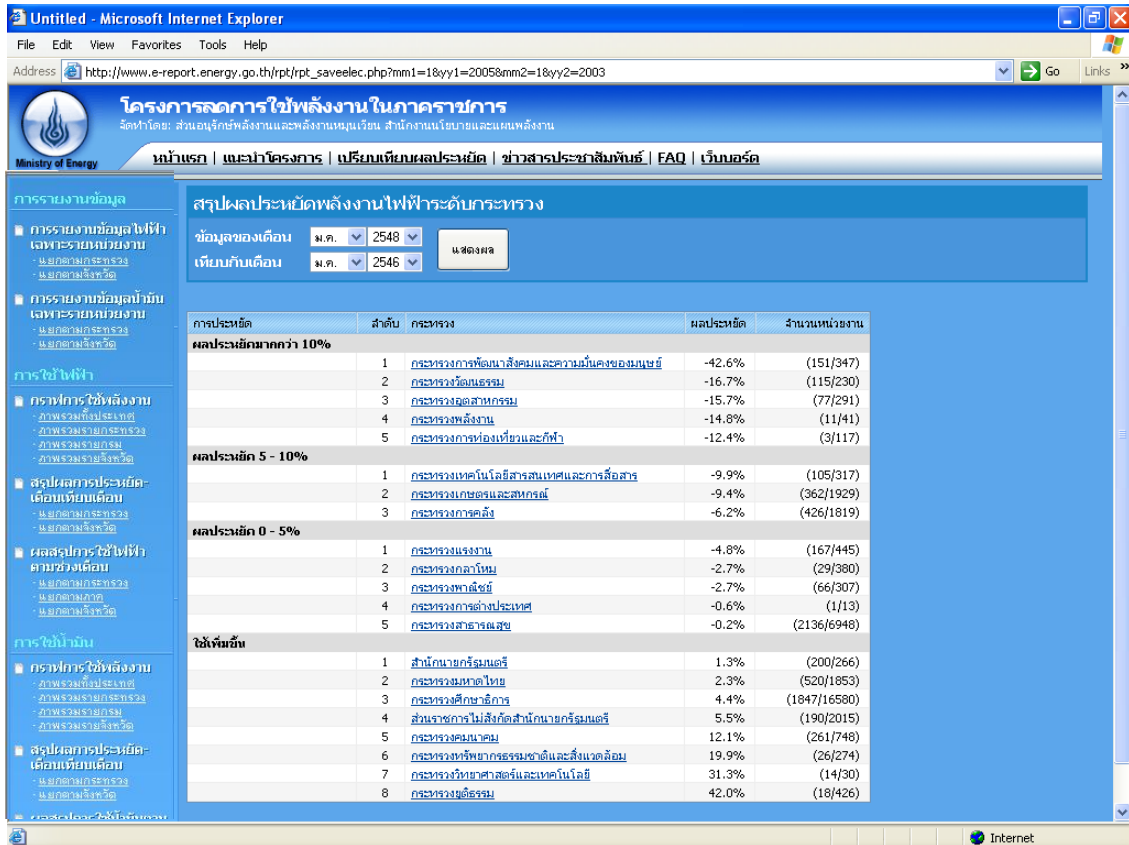 Untitled - Microsoft Internet Explorer
File Edit View Favorites Tools Help
Address http://www.e-report.energy.go.th/rpt/rpt_saveelec.php?mm1=1&yy1=2005&mm2=1&yy2=2003 Go Links »
โครงการลดการใช้พลังงานในภาคราชการ
จัดทำโดย: ส่วนอนุรักษ์พลังงานและพลังงานหมุนเวียน สำนักงานนโยบายและแผนพลังงาน
Ministry of Energy
หน้าแรก | แนะนำโครงการ | เปรียบเทียบผลประหยัด | ข่าวสารประชาสัมพันธ์ | FAQ | เว็บบอร์ด
การรายงานข้อมูล
การรายงานข้อมูลไฟฟ้า
เฉพาะรายหน่วยงาน
- แยกตามกระทรวง
- แยกตามจังหวัด
การรายงานข้อมูลน้ำมัน
เฉพาะรายหน่วยงาน
- แยกตามกระทรวง
- แยกตามจังหวัด
การใช้ไฟฟ้า
กราฟการใช้พลังงาน
- ภาพรวมทั้งประเทศ
- ภาพรวมรายกระทรวง
- ภาพรวมรายกรม
- ภาพรวมรายจังหวัด
สรุปผลการประหยัด-
เดือนเทียบเดือน
- แยกตามกระทรวง
- แยกตามจังหวัด
ผลสรุปการใช้ไฟฟ้า
ตามช่วงเดือน
- แยกตามกระทรวง
- แยกตามภาค
- แยกตามจังหวัด
การใช้น้ำมัน
กราฟการใช้พลังงาน
- ภาพรวมทั้งประเทศ
- ภาพรวมรายกระทรวง
- ภาพรวมรายกรม
- ภาพรวมรายจังหวัด
สรุปผลการประหยัด-
เดือนเทียบเดือน
- แยกตามกระทรวง
- แยกตามจังหวัด
สรุปผลประหยัดพลังงานไฟฟ้าระดับกระทรวง
ข้อมูลของเดือน ม.ค. 2548
เทียบกับเดือน ม.ค. 2546
แสดงผล
การประหยัด ลำดับ กระทรวง ผลประหยัด จำนวนหน่วยงาน
ผลประหยัดมากกว่า 10%
1 กระทรวงการพัฒนาสังคมและความมั่นคงของมนุษย์ -42.6% (151/347)
2 กระทรวงวัฒนธรรม -16.7% (115/230)
3 กระทรวงอุตสาหกรรม -15.7% (77/291)
4 กระทรวงพลังงาน -14.8% (11/41)
5 กระทรวงการท่องเที่ยวและกีฬา -12.4% (3/117)
ผลประหยัด 5 - 10%
1 กระทรวงเทคโนโลยีสารสนเทศและการสื่อสาร -9.9% (105/317)
2 กระทรวงเกษตรและสหกรณ์ -9.4% (362/1929)
3 กระทรวงการคลัง -6.2% (426/1819)
ผลประหยัด 0 - 5%
1 กระทรวงแรงงาน -4.8% (167/445)
2 กระทรวงกลาโหม -2.7% (29/380)
3 กระทรวงพาณิชย์ -2.7% (66/307)
4 กระทรวงการต่างประเทศ -0.6% (1/13)
5 กระทรวงสาธารณสุข -0.2% (2136/6948)
ใช้เพิ่มขึ้น
1 สำนักนายกรัฐมนตรี 1.3% (200/266)
2 กระทรวงมหาดไทย 2.3% (520/1853)
3 กระทรวงศึกษาธิการ 4.4% (1847/16580)
4 ส่วนราชการไม่สังกัดสำนักนายกรัฐมนตรี 5.5% (190/2015)
5 กระทรวงคมนาคม 12.1% (261/748)
6 กระทรวงทรัพยากรธรรมชาติและสิ่งแวดล้อม 19.9% (26/274)
7 กระทรวงวิทยาศาสตร์และเทคโนโลยี 31.3% (14/30)
8 กระทรวงยุติธรรม 42.0% (18/426)
Internet